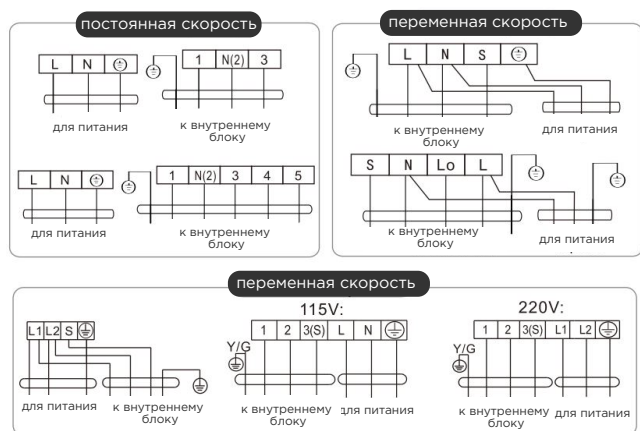 постоянная скорость
L N 1 N(2) 3
для питания
к внутреннему
блоку
L N 1 N(2) 3 4 5
для питания
к внутреннему
блоку
переменная скорость
L N S
к внутреннему
блоку
для питания
S N Lo L
к внутреннему
блоку
для питания
переменная скорость
L1 L2 S
для питания
к внутреннему
блоку
115V:
1 2 3(S) L N
Y/G
к внутреннему
блоку
для питания
220V:
1 2 3(S) L1 L2
Y/G
к внутреннему
блоку
для питания